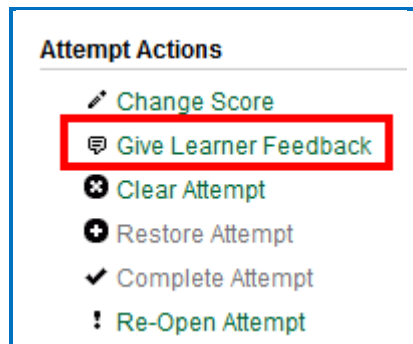 Attempt Actions
Change Score
Give Learner Feedback
Clear Attempt
Restore Attempt
Complete Attempt
Re-Open Attempt